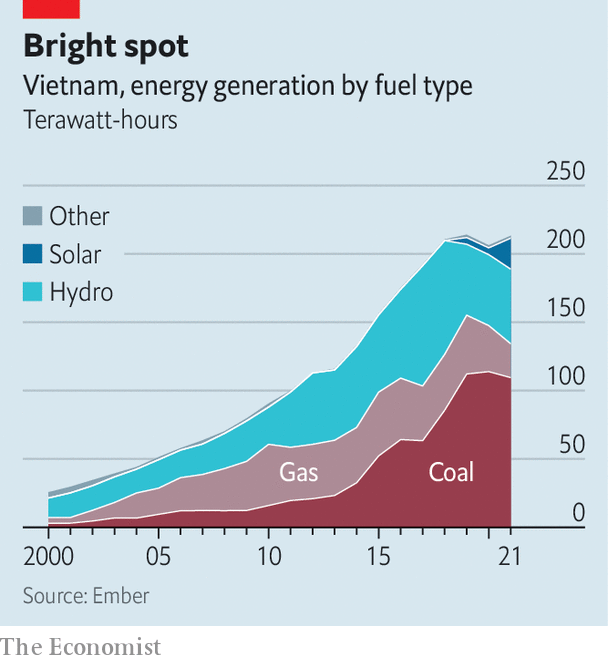 Bright spot
Vietnam, energy generation by fuel type
Terawatt-hours
250
Other
200
Solar
Hydro
150
100
50
Gas
Coal
0
2000 05 10 15 21
Source: Ember
The Economist